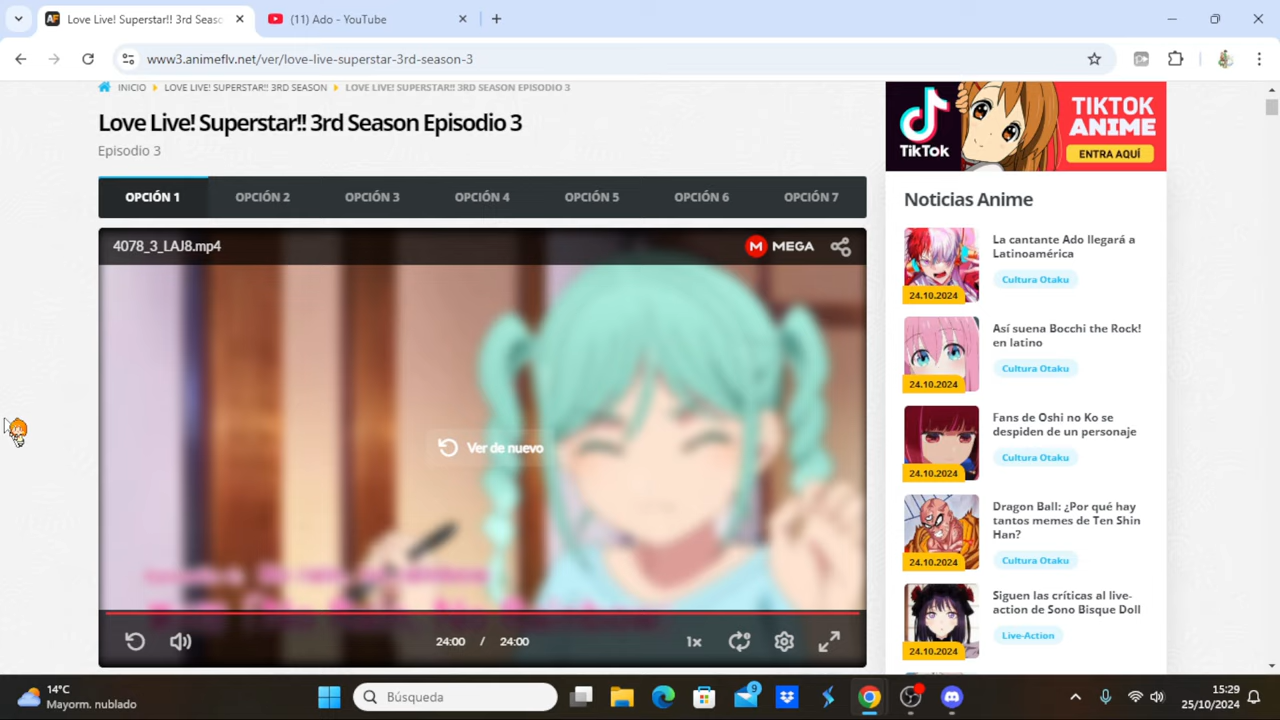 Love Live! Superstar!! 3rd Seaso
(11) Ado - YouTube
www3.animeflv.net/ver/love-live-superstar-3rd-season-3
INICIO
LOVE LIVE! SUPERSTAR!! 3RD SEASON
LOVE LIVE! SUPERSTAR!! 3RD SEASON EPISODIO 3
Love Live! Superstar!! 3rd Season Episodio 3
Episodio 3
OPCIÓN 1
OPCIÓN 2
OPCIÓN 3
OPCIÓN 4
OPCIÓN 5
OPCIÓN 6
OPCIÓN 7
4078_3_LAJ8.mp4
M MEGA
Ver de nuevo
24:00 / 24:00
1x
TikTok
TIKTOK
ANIME
ENTRA AQUÍ
Noticias Anime
La cantante Ado llegará a
Latinoamérica
Cultura Otaku
24.10.2024
Así suena Bocchi the Rock!
en latino
Cultura Otaku
24.10.2024
Fans de Oshi no Ko se
despiden de un personaje
Cultura Otaku
24.10.2024
Dragon Ball: ¿Por qué hay
tantos memes de Ten Shin
Han?
Cultura Otaku
24.10.2024
Siguen las críticas al live-
action de Sono Bisque Doll
Live-Action
24.10.2024
14°C
Mayorm. nublado
Búsqueda
9
15:29
25/10/2024